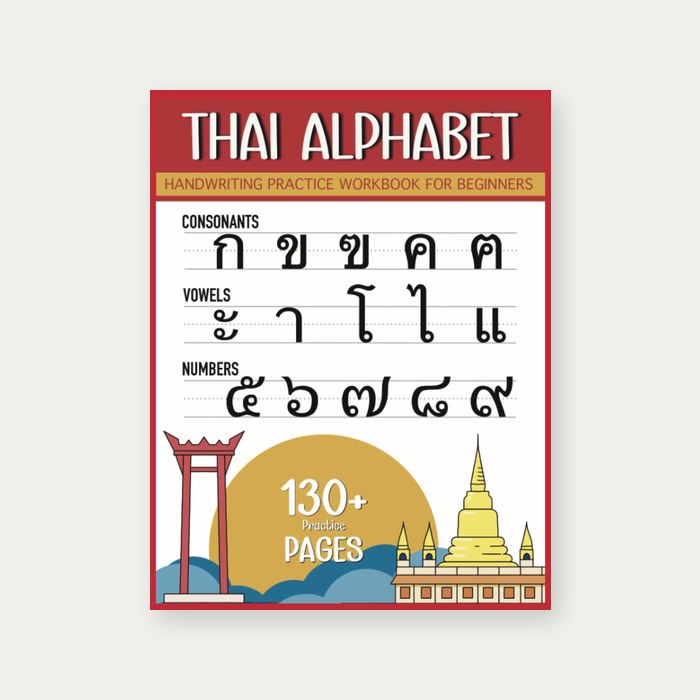 THAI ALPHABET
HANDWRITING PRACTICE WORKBOOK FOR BEGINNERS
CONSONANTS
ก ข ฃ ค ฅ
VOWELS
ะ า โ ไ แ
NUMBERS
๕ ๖ ๗ ๘ ๙
130+
Practice
PAGES